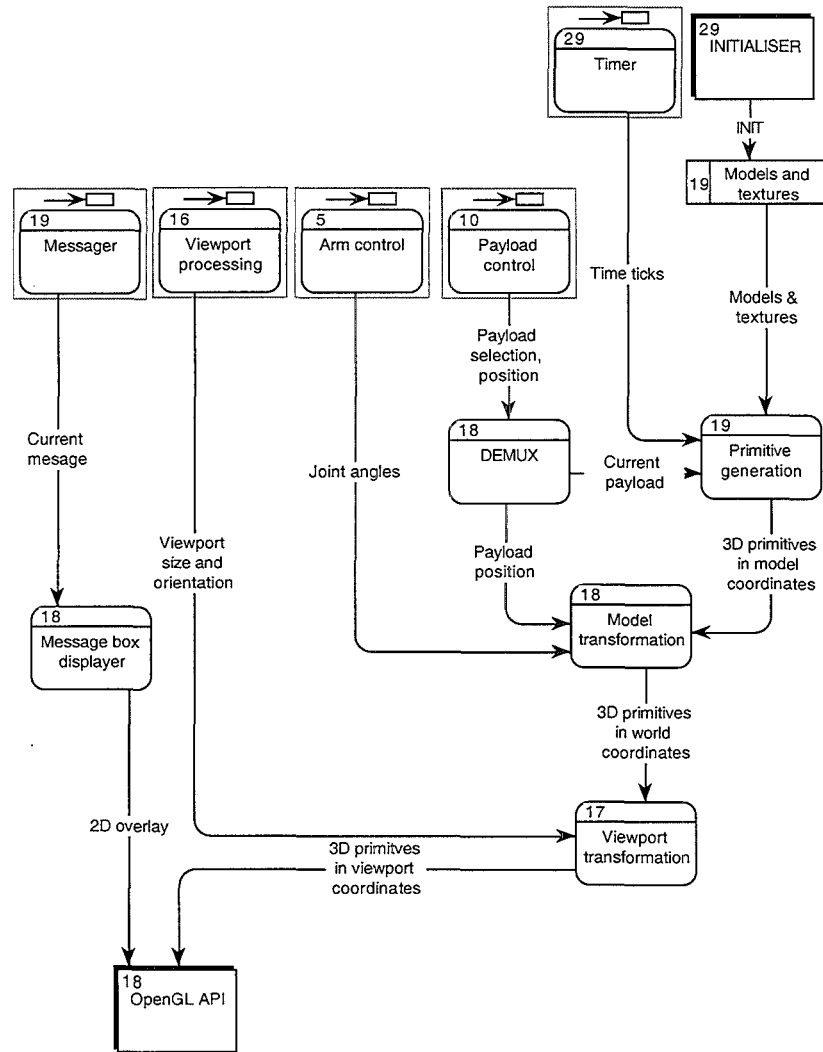 29
Timer
29
INITIALISER
INIT
19
Models and
textures
19
Messager
16
Viewport
processing
5
Arm control
10
Payload
control
Time ticks
Models &
textures
Payload
selection,
position
Current
mesage
Joint angles
18
DEMUX
Current
payload
19
Primitive
generation
Viewport
size and
orientation
Payload
position
3D primitives
in model
coordinates
18
Message box
displayer
18
Model
transformation
3D primitives
in world
coordinates
2D overlay
17
Viewport
transformation
3D primitves
in viewport
coordinates
18
OpenGL API